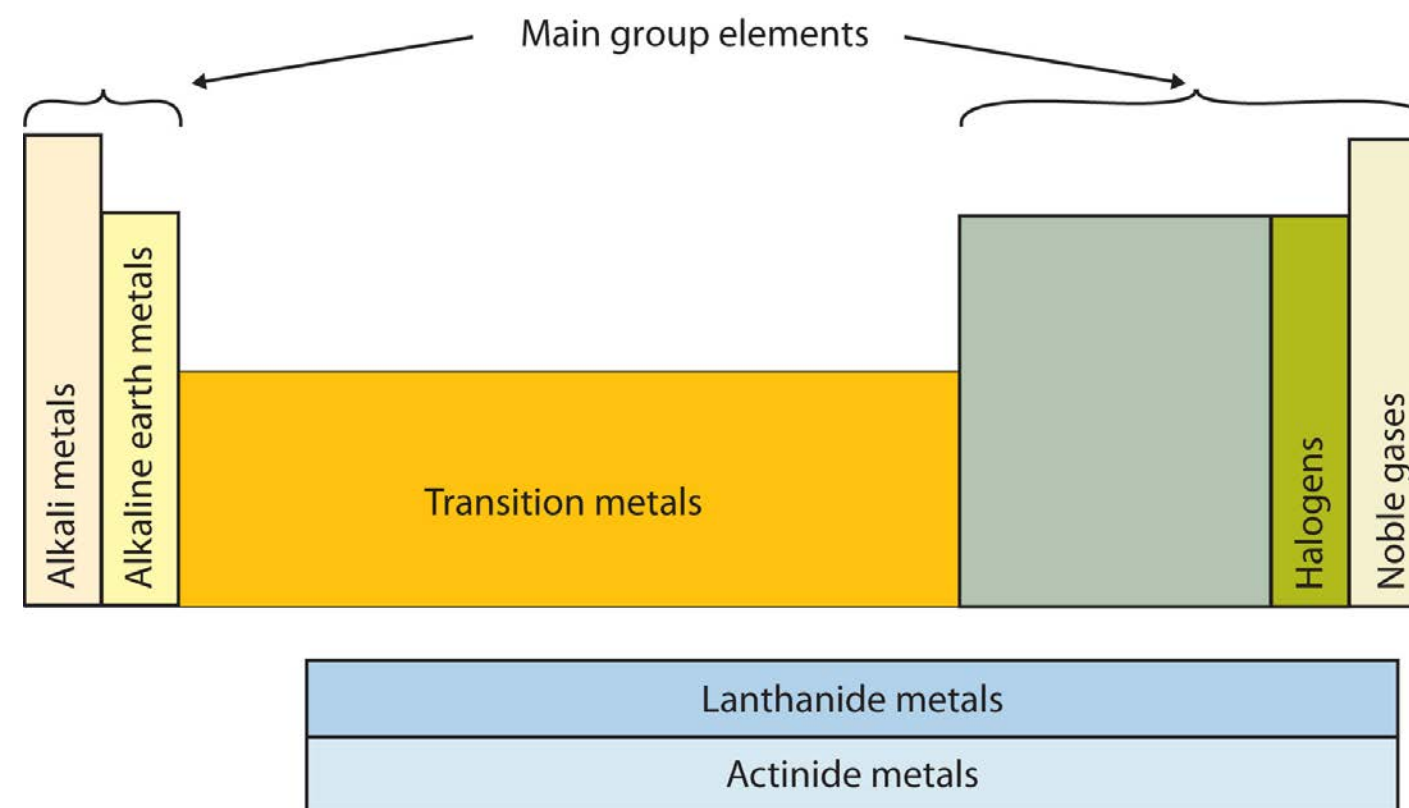 Main group elements
Alkali metals
Alkaline earth metals
Transition metals
Halogens
Noble gases
Lanthanide metals
Actinide metals